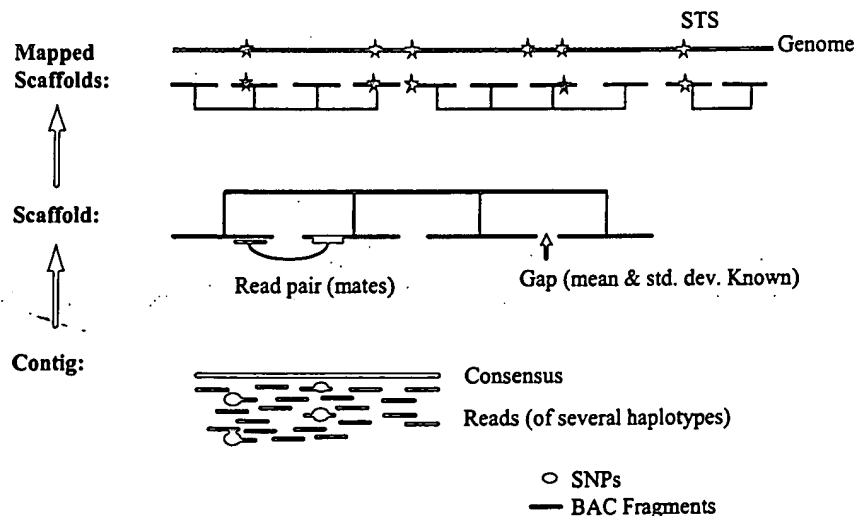 STS
Genome
Mapped
Scaffolds:
Scaffold:
Read pair (mates)
Gap (mean & std. dev. Known)
Contig:
Consensus
Reads (of several haplotypes)
SNPs
BAC Fragments